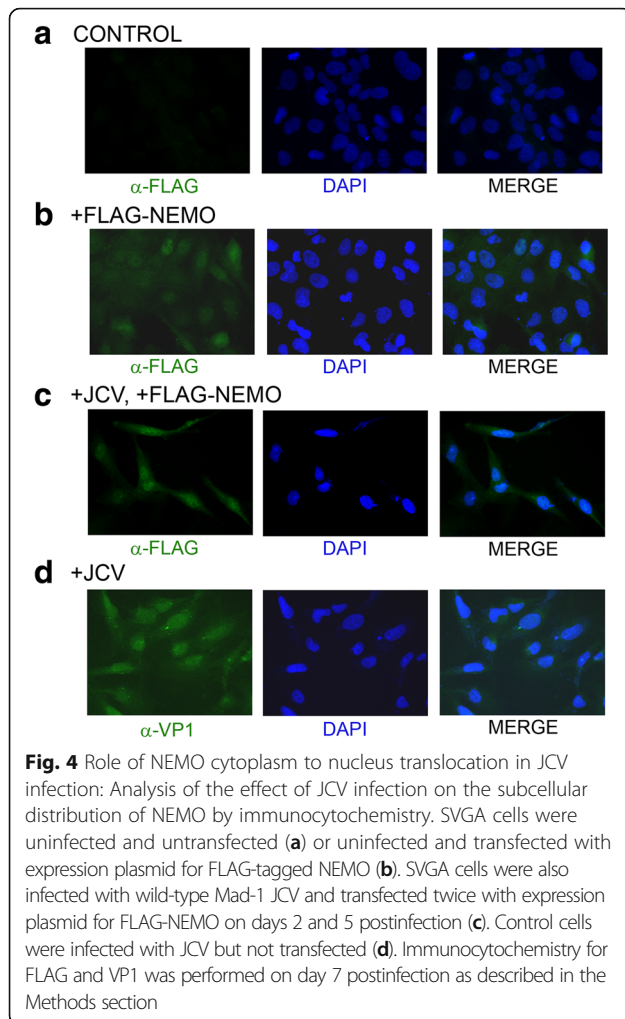 a CONTROL
α-FLAG DAPI MERGE
b +FLAG-NEMO
α-FLAG DAPI MERGE
c +JCV, +FLAG-NEMO
α-FLAG DAPI MERGE
d +JCV
α-VP1 DAPI MERGE
Fig. 4 Role of NEMO cytoplasm to nucleus translocation in JCV
infection: Analysis of the effect of JCV infection on the subcellular
distribution of NEMO by immunocytochemistry. SVGA cells were
uninfected and untransfected (a) or uninfected and transfected with
expression plasmid for FLAG-tagged NEMO (b). SVGA cells were also
infected with wild-type Mad-1 JCV and transfected twice with expression
plasmid for FLAG-NEMO on days 2 and 5 postinfection (c). Control cells
were infected with JCV but not transfected (d). Immunocytochemistry for
FLAG and VP1 was performed on day 7 postinfection as described in the
Methods section